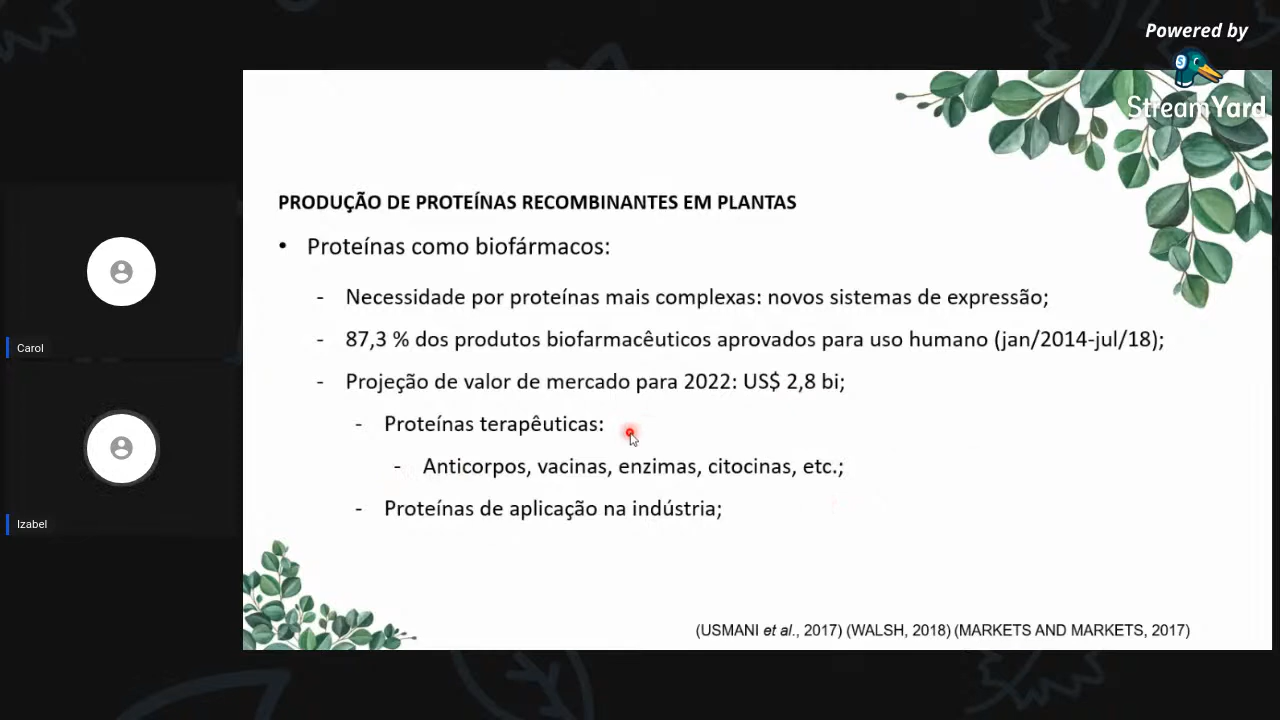 Powered by
StreamYard
PRODUÇÃO DE PROTEÍNAS RECOMBINANTES EM PLANTAS
• Proteínas como biofármacos:
- Necessidade por proteínas mais complexas: novos sistemas de expressão;
- 87,3 % dos produtos biofarmacêuticos aprovados para uso humano (jan/2014-jul/18);
- Projeção de valor de mercado para 2022: US$ 2,8 bi;
- Proteínas terapêuticas:
- Anticorpos, vacinas, enzimas, citocinas, etc.;
- Proteínas de aplicação na indústria;
(USMANI et al., 2017) (WALSH, 2018) (MARKETS AND MARKETS, 2017)
Carol
Izabel